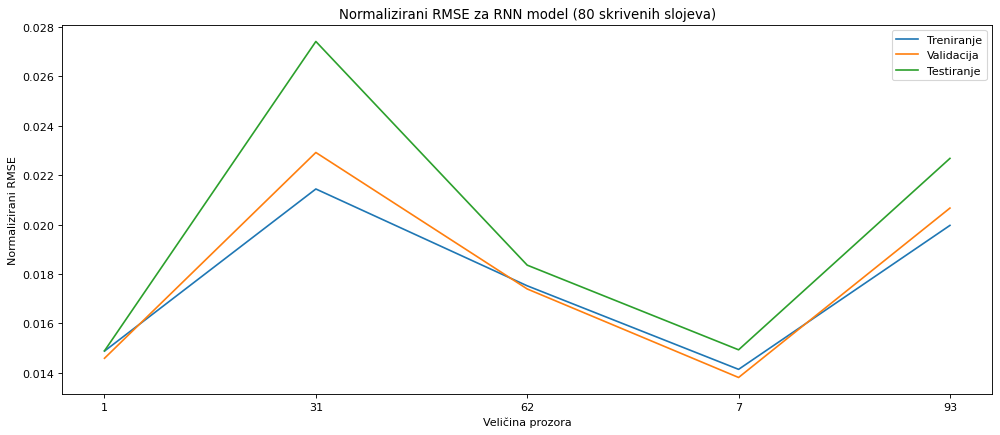 Normalizirani RMSE za RNN model (80 skrivenih slojeva)
Treniranje
Validacija
Testiranje
Normalizirani RMSE
0.028
0.026
0.024
0.022
0.020
0.018
0.016
0.014
1
31
62
7
93
Veličina prozora